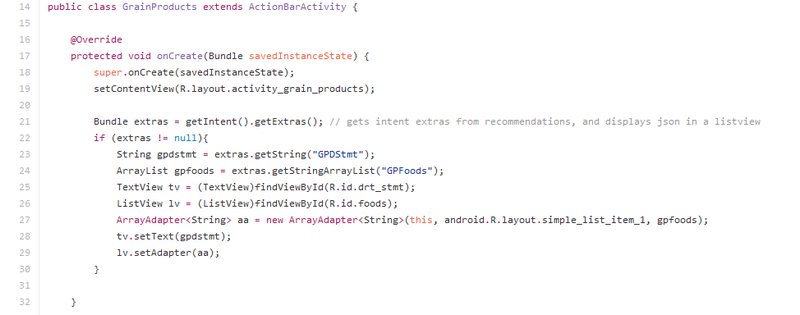 14 public class GrainProducts extends ActionBarActivity {
15
16 @Override
17 protected void onCreate(Bundle savedInstanceState) {
18 super.onCreate(savedInstanceState);
19 setContentView(R.layout.activity_grain_products);
20
21 Bundle extras = getIntent().getExtras(); // gets intent extras from recommendations, and displays json in a listview
22 if (extras != null){
23 String gpdstmt = extras.getString("GPDStmt");
24 ArrayList gpfoods = extras.getStringArrayList("GPFoods");
25 TextView tv = (TextView)findViewById(R.id.drt_stmt);
26 ListView lv = (ListView)findViewById(R.id.foods);
27 ArrayAdapter<String> aa = new ArrayAdapter<String>(this, android.R.layout.simple_list_item_1, gpfoods);
28 tv.setText(gpdstmt);
29 lv.setAdapter(aa);
30 }
31
32 }